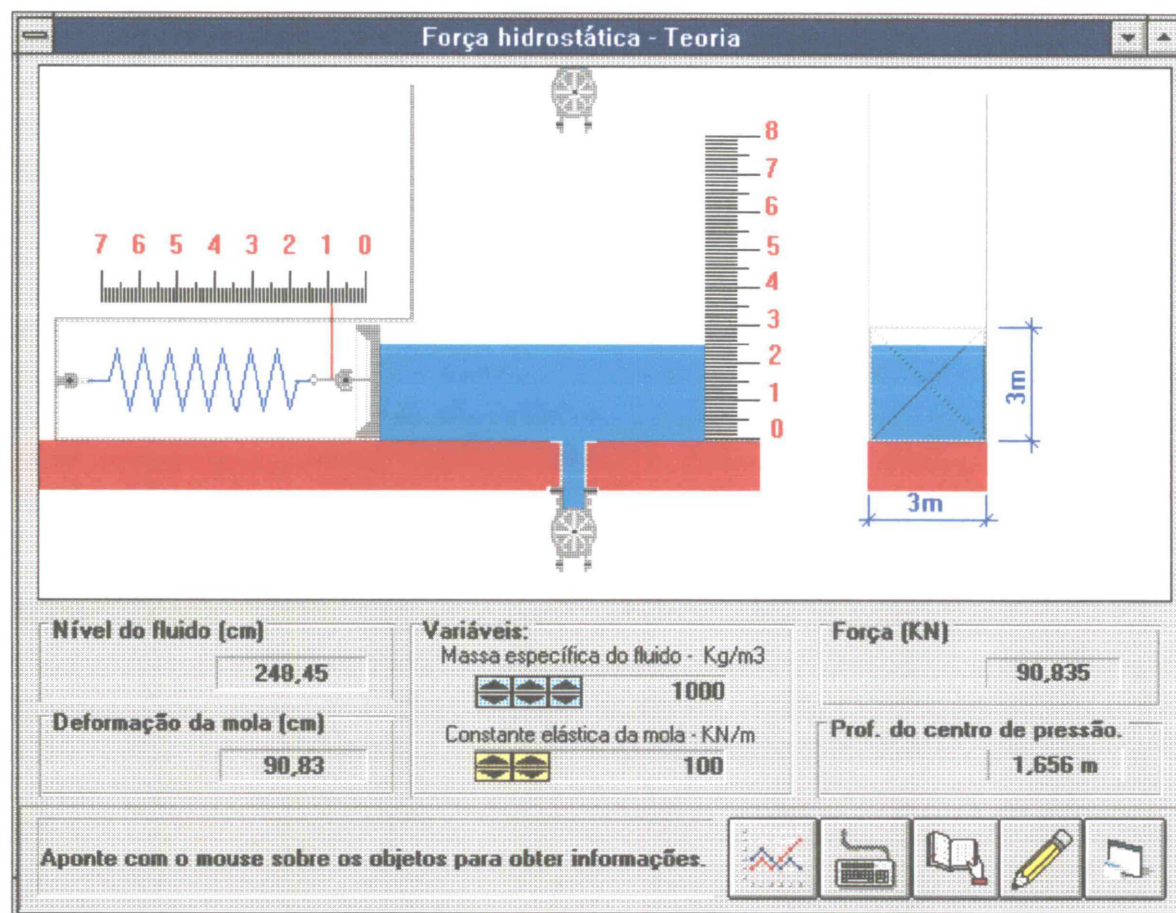 Força hidrostática - Teoria
8
7
6
5
4
3
2
1
0
7 6 5 4 3 2 1 0
3m
3m
Nível do fluido (cm)
248,45
Deformação da mola (cm)
90,83
Variáveis:
Massa específica do fluido - Kg/m3
1000
Constante elástica da mola - KN/m
100
Força (KN)
90,835
Prof. do centro de pressão.
1,656 m
Aponte com o mouse sobre os objetos para obter informações.